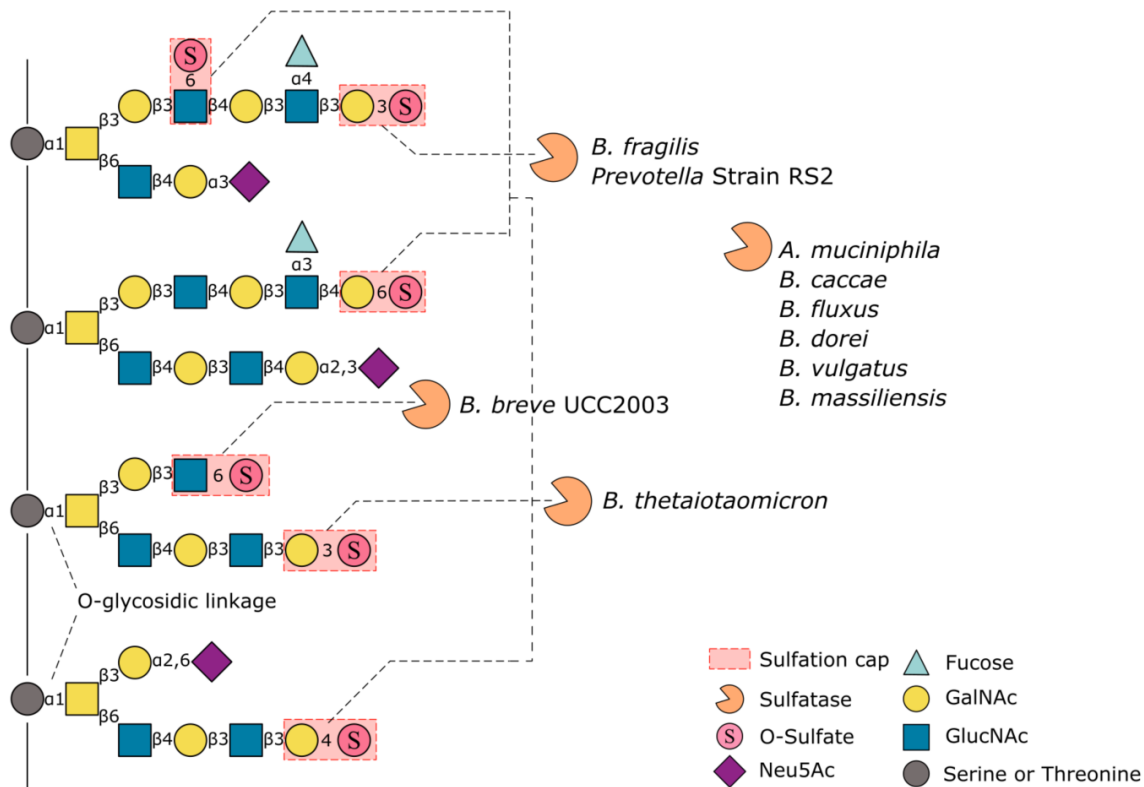 S
6
α4
β3 β3 β4 β3 β3 3 S
α1
β6
β4 α3
B. fragilis
Prevotella Strain RS2
α3
β3 β3 β4 β3 β4 6 S
α1
β6
β4 β3 β4 α2,3
A. muciniphila
B. caccae
B. fluxus
B. dorei
B. vulgatus
B. massiliensis
B. breve UCC2003
β3 β3 6 S
α1
β6
β4 β3 β3 3 S
B. thetaiotaomicron
O-glycosidic linkage
β3 α2,6
α1
β6
β4 β3 β3 4 S
Sulfation cap
Sulfatase
S O-Sulfate
Neu5Ac
Fucose
GalNAc
GlucNAc
Serine or Threonine